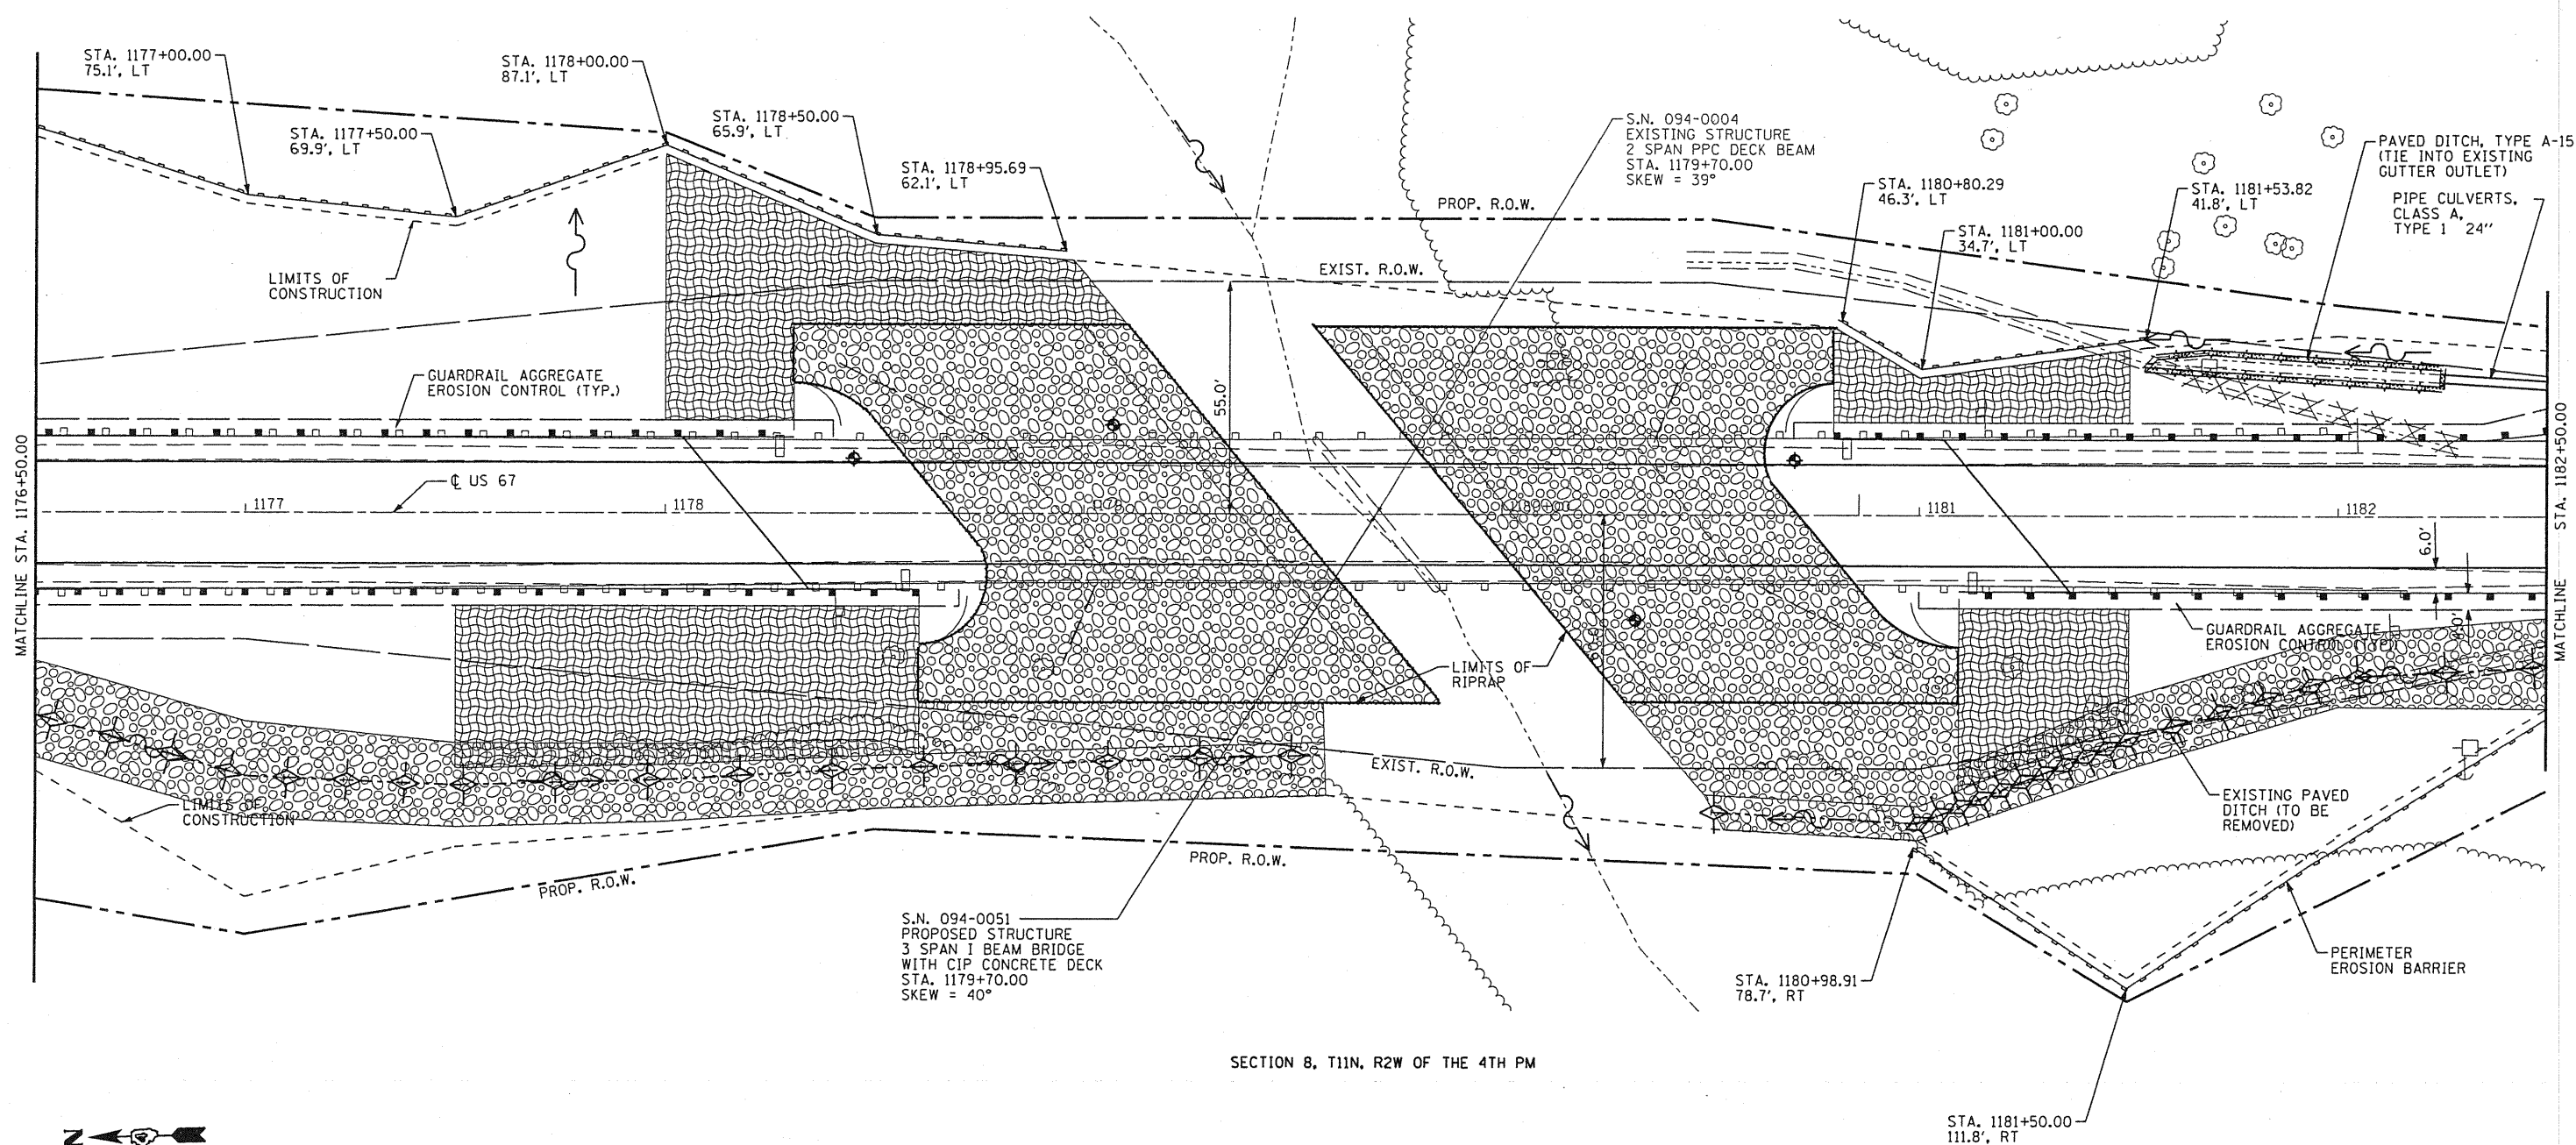 STA. 1177+00.00
75.1', LT
STA. 1177+50.00
69.9', LT
STA. 1178+00.00
87.1', LT
STA. 1178+50.00
65.9', LT
STA. 1178+95.69
62.1', LT
S.N. 094-0004
EXISTING STRUCTURE
2 SPAN PPC DECK BEAM
STA. 1179+70.00
SKEW = 39°
STA. 1180+80.29
46.3', LT
STA. 1181+00.00
34.7', LT
STA. 1181+53.82
41.8', LT
PAVED DITCH, TYPE A-15
(TIE INTO EXISTING
GUTTER OUTLET)
PIPE CULVERTS,
CLASS A,
TYPE 1 24"
PROP. R.O.W.
EXIST. R.O.W.
LIMITS OF
CONSTRUCTION
GUARDRAIL AGGREGATE
EROSION CONTROL (TYP.)
55.0'
MATCHLINE STA. 1176+50.00
℄ US 67
1177
1178
1181
1182
6.0'
MATCHLINE STA. 1182+50.00
GUARDRAIL AGGREGATE
EROSION CONTROL (TYP.)
LIMITS OF
RIPRAP
EXIST. R.O.W.
LIMITS OF
CONSTRUCTION
EXISTING PAVED
DITCH (TO BE
REMOVED)
PROP. R.O.W.
PROP. R.O.W.
S.N. 094-0051
PROPOSED STRUCTURE
3 SPAN I BEAM BRIDGE
WITH CIP CONCRETE DECK
STA. 1179+70.00
SKEW = 40°
STA. 1180+98.91
78.7', RT
PERIMETER
EROSION BARRIER
SECTION 8, T11N, R2W OF THE 4TH PM
STA. 1181+50.00
111.8', RT
N